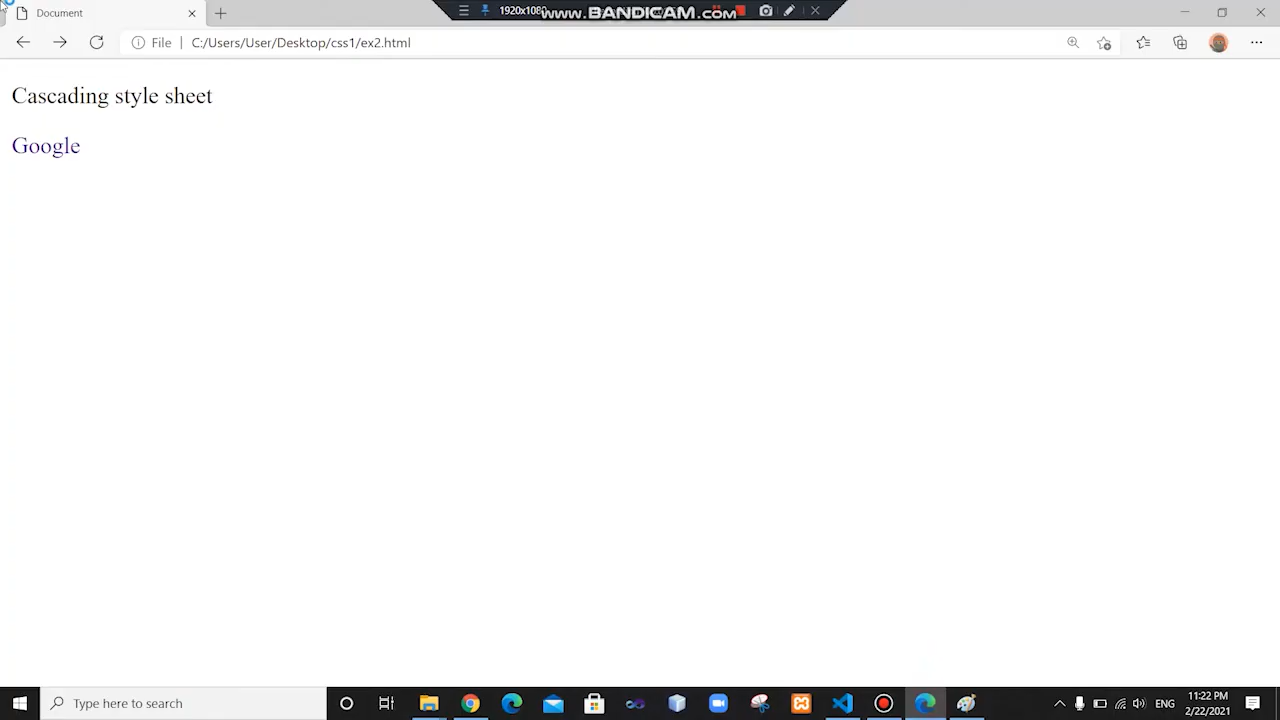 Document
1920x1080
www.BANDICAM.COM
File
C:/Users/User/Desktop/css1/ex2.html
Cascading style sheet
Google
Type here to search
ENG
11:22 PM
2/22/2021